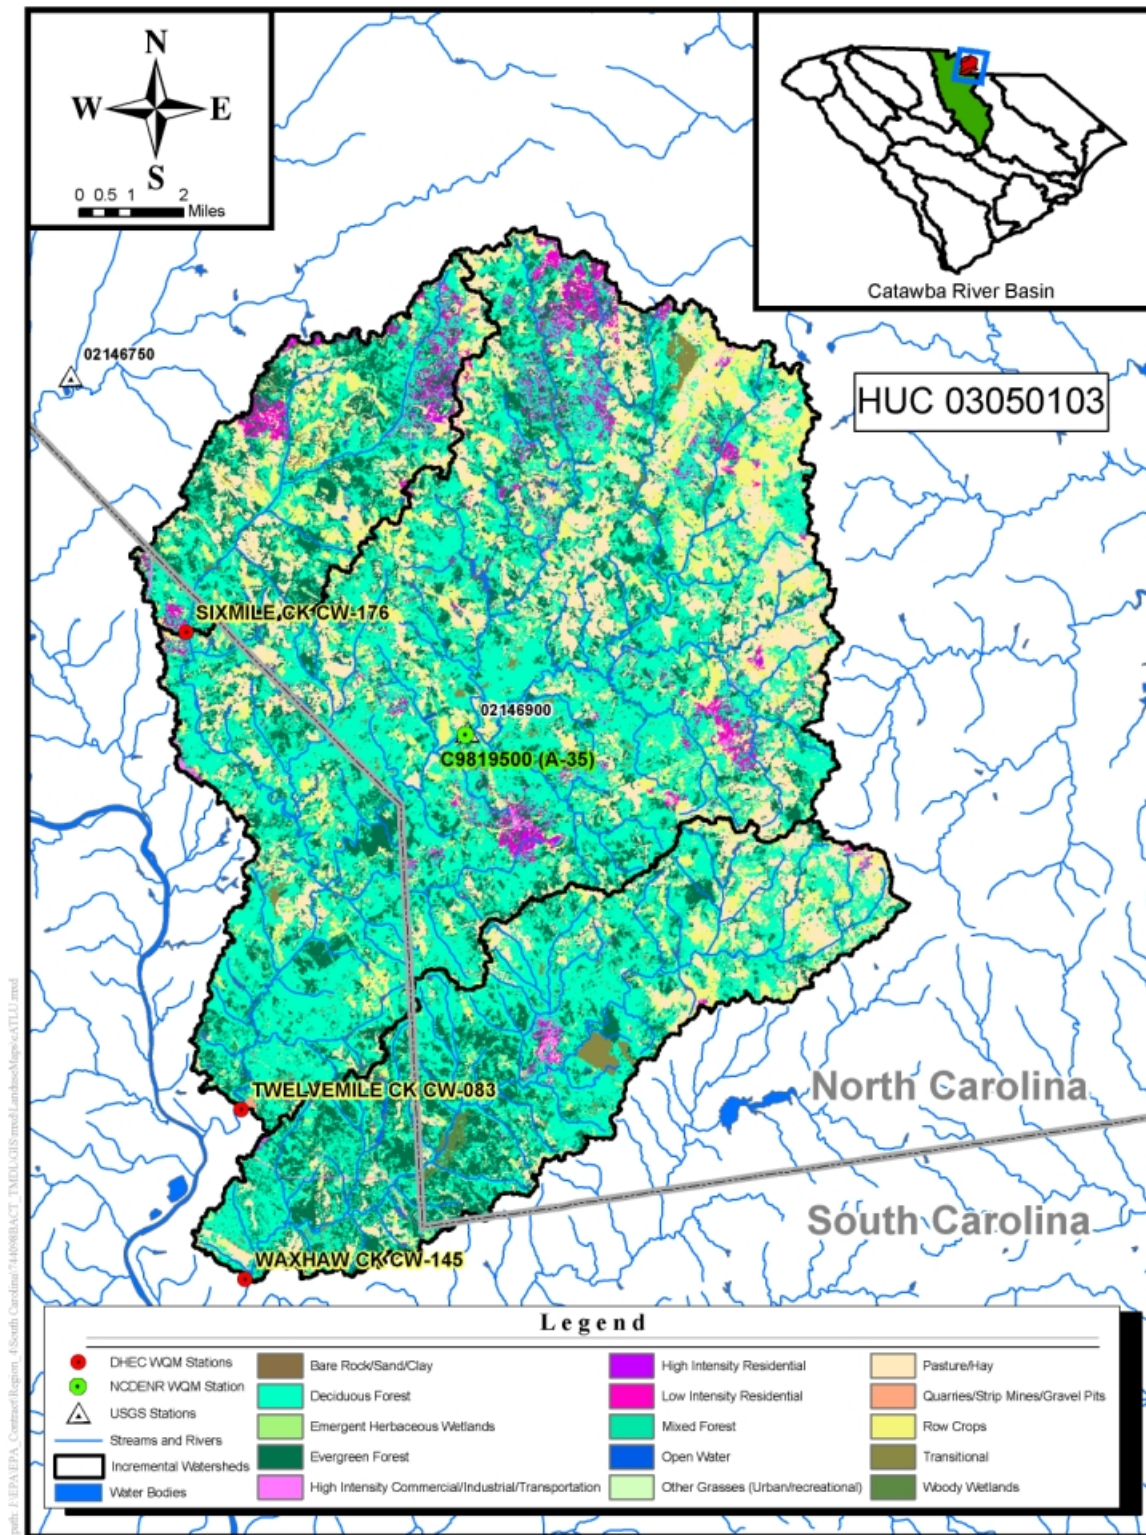 N
W E
S
0 0.5 1 2
Miles
Catawba River Basin
02146750
HUC 03050103
SIXMILE CK CW-176
02146900
C9819500 (A-35)
TWELVEMILE CK CW-083
North Carolina
South Carolina
WAXHAW CK CW-145
Legend
DHEC WQM Stations
NCDENR WQM Station
USGS Stations
Streams and Rivers
Incremental Watersheds
Water Bodies
Bare Rock/Sand/Clay
Deciduous Forest
Emergent Herbaceous Wetlands
Evergreen Forest
High Intensity Commercial/Industrial/Transportation
High Intensity Residential
Low Intensity Residential
Mixed Forest
Open Water
Other Grasses (Urban/recreational)
Pasture/Hay
Quarries/Strip Mines/Gravel Pits
Row Crops
Transitional
Woody Wetlands